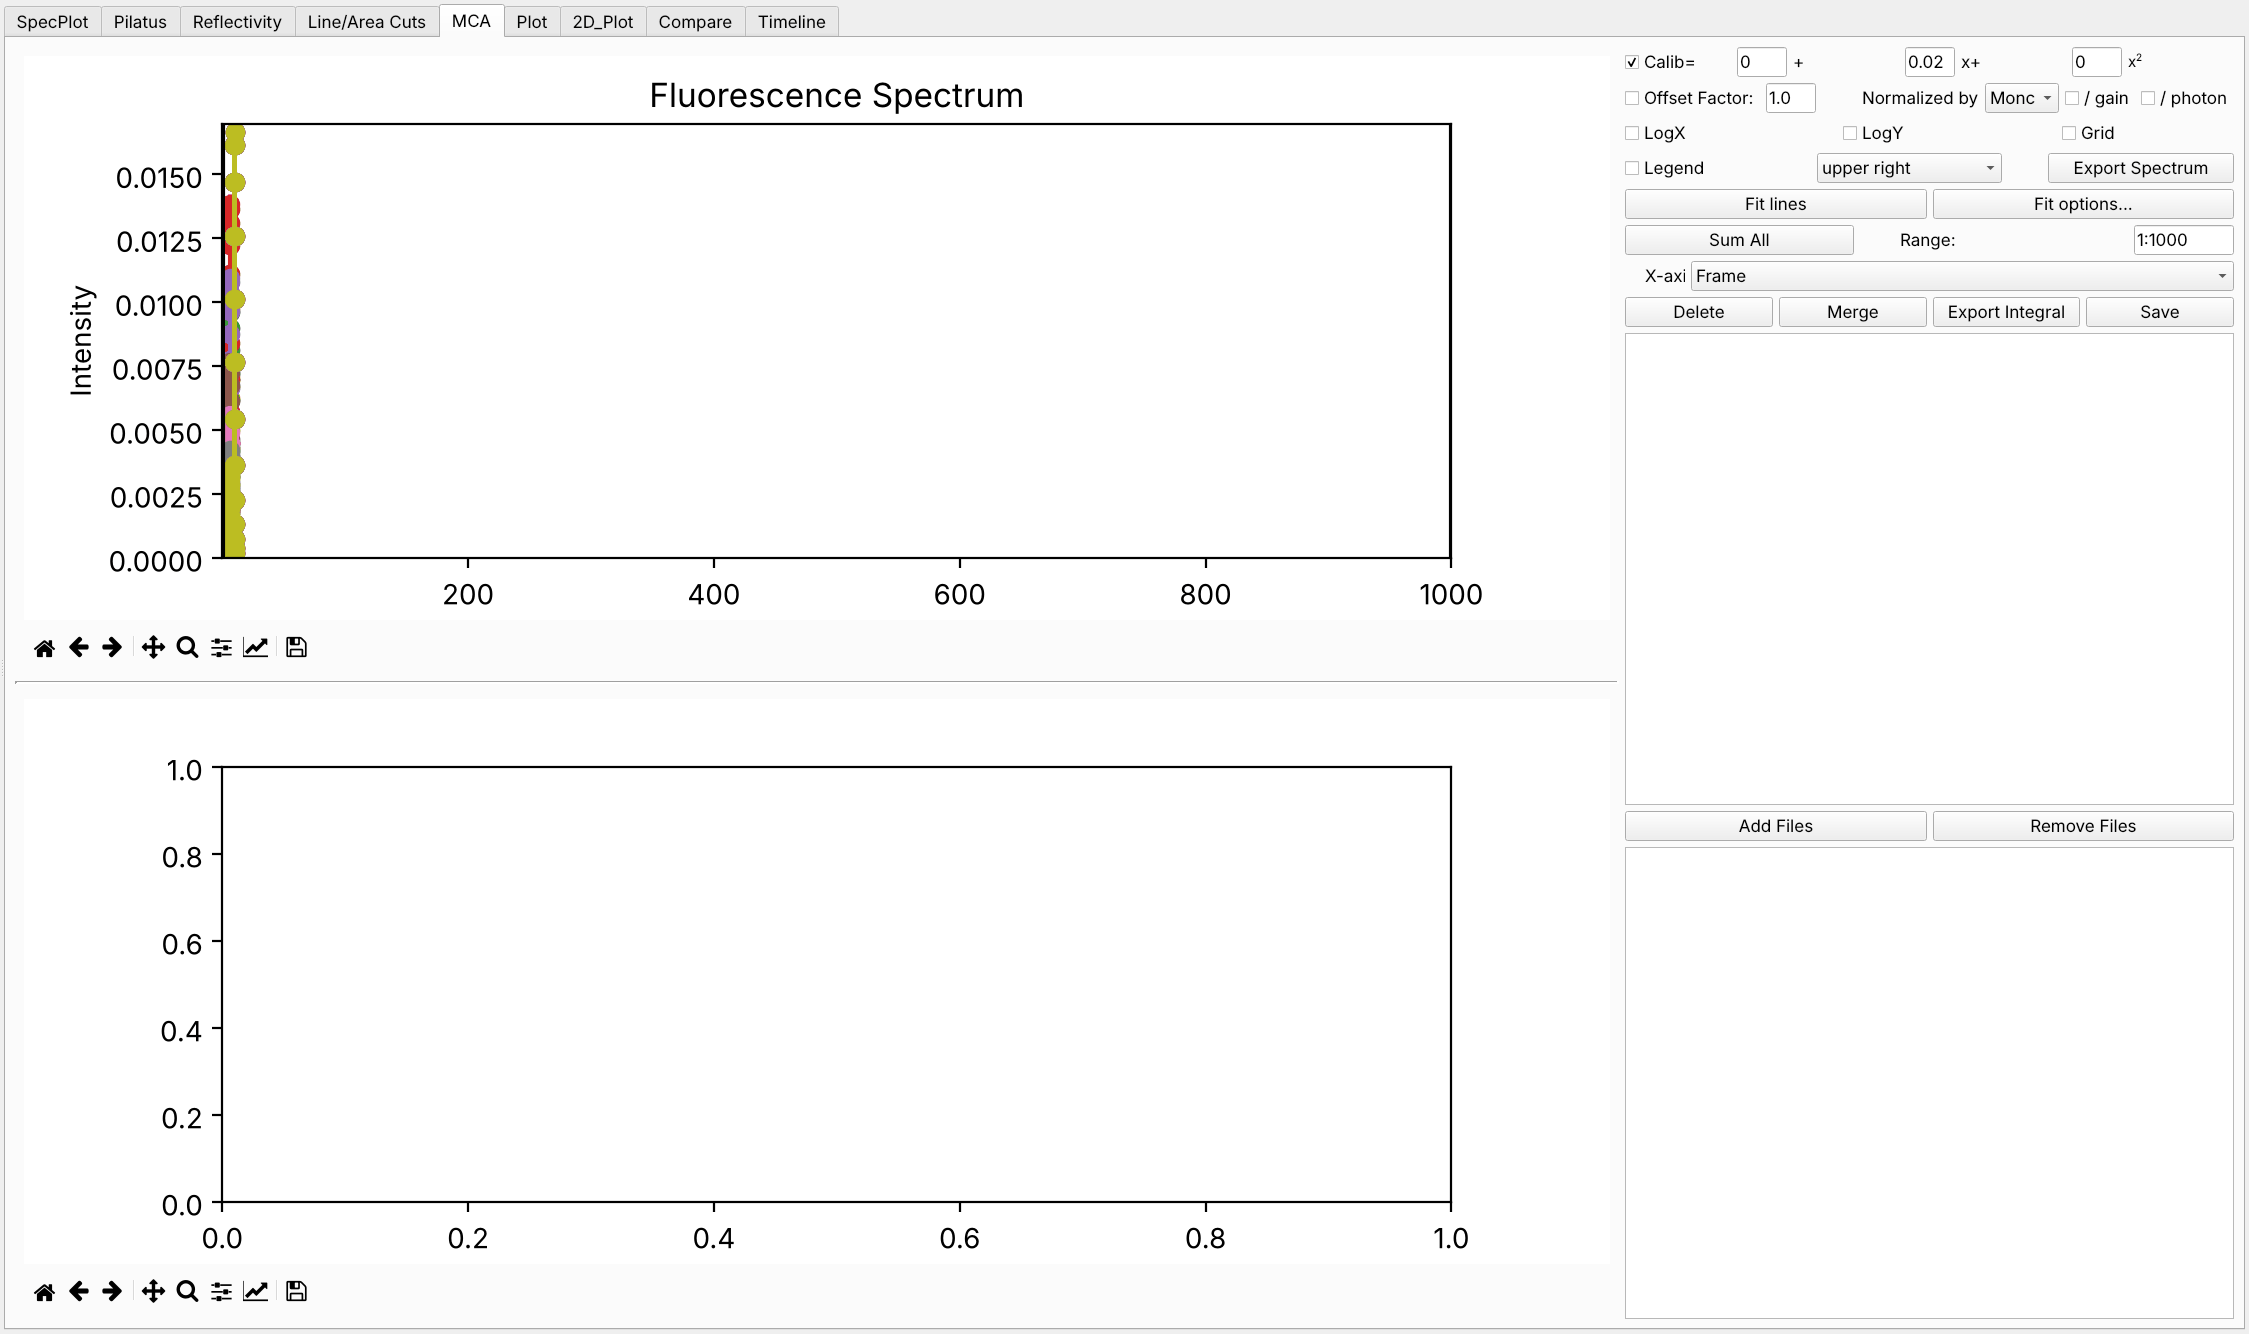 SpecPlot Pilatus Reflectivity Line/Area Cuts MCA Plot 2D_Plot Compare Timeline
Fluorescence Spectrum
Intensity
0.0150
0.0125
0.0100
0.0075
0.0050
0.0025
0.0000
200 400 600 800 1000
1.0
0.8
0.6
0.4
0.2
0.0
0.0 0.2 0.4 0.6 0.8 1.0
Calib= 0 + 0.02 x+ 0 x²
Offset Factor: 1.0 Normalized by Monc / gain / photon
LogX LogY Grid
Legend upper right Export Spectrum
Fit lines Fit options...
Sum All Range: 1:1000
X-axi Frame
Delete Merge Export Integral Save
Add Files Remove Files